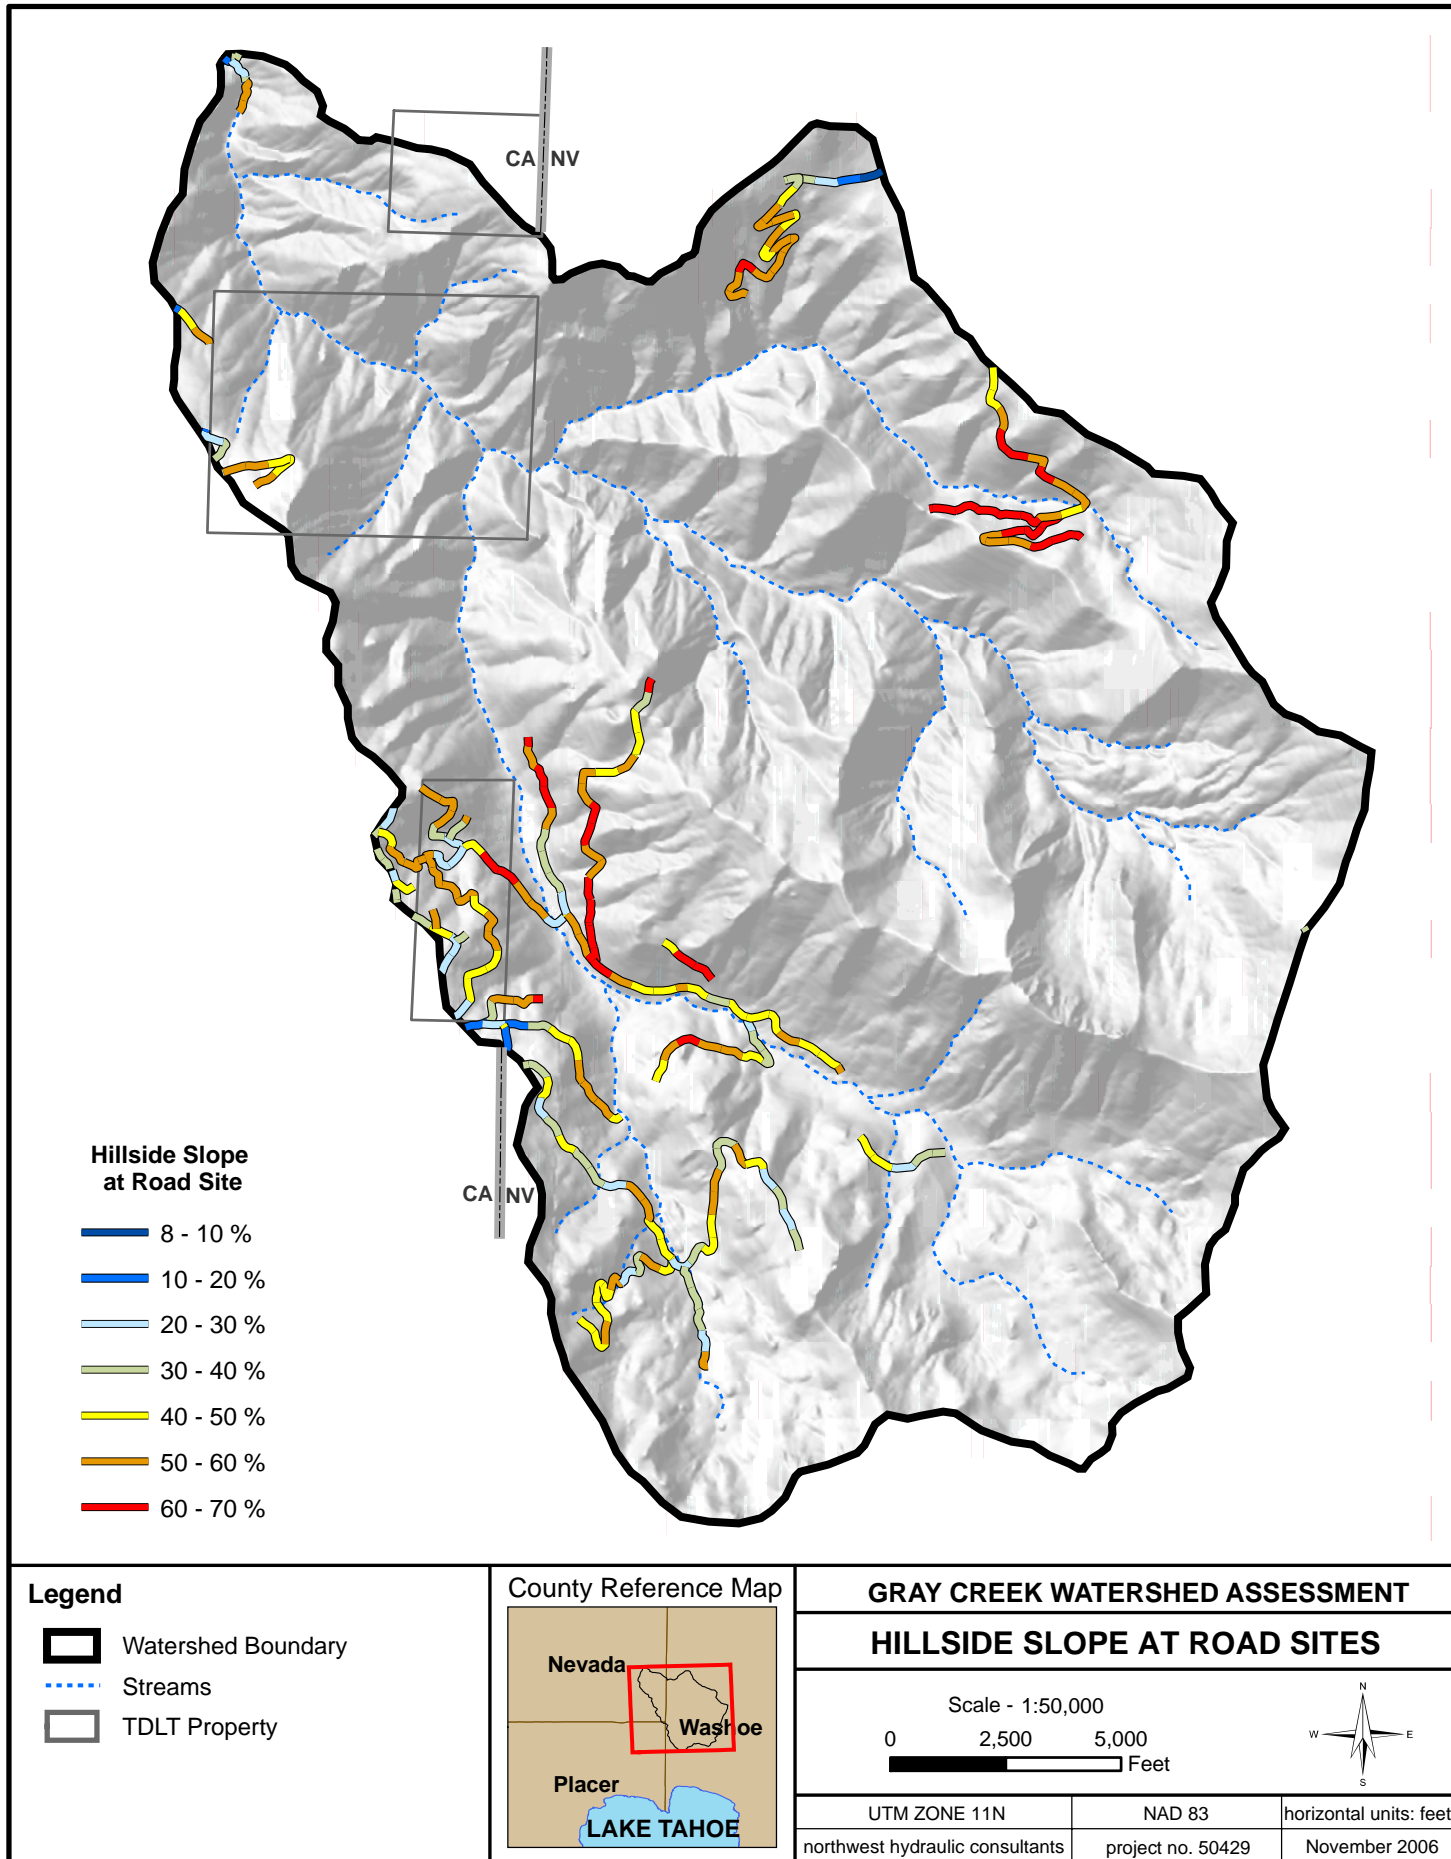 CA NV
CA NV
Hillside Slope
at Road Site
8 - 10 %
10 - 20 %
20 - 30 %
30 - 40 %
40 - 50 %
50 - 60 %
60 - 70 %
Legend
Watershed Boundary
Streams
TDLT Property
County Reference Map
Nevada
Washoe
Placer
LAKE TAHOE
GRAY CREEK WATERSHED ASSESSMENT
HILLSIDE SLOPE AT ROAD SITES
Scale - 1:50,000
0 2,500 5,000
Feet
N
W E
S
UTM ZONE 11N NAD 83 horizontal units: feet
northwest hydraulic consultants project no. 50429 November 2006